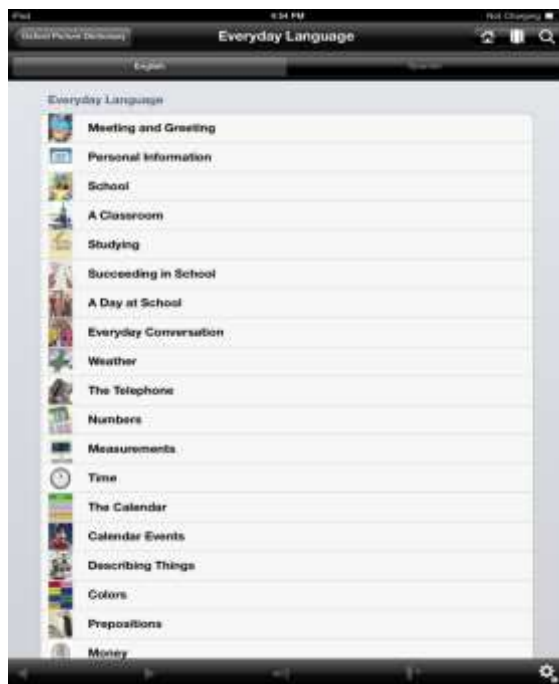 iPad 6:54 PM Not Charging
Oxford Picture Dictionary Everyday Language
English Spanish
Everyday Language
Meeting and Greeting
Personal Information
School
A Classroom
Studying
Succeeding in School
A Day at School
Everyday Conversation
Weather
The Telephone
Numbers
Measurements
Time
The Calendar
Calendar Events
Describing Things
Colors
Prepositions
Money